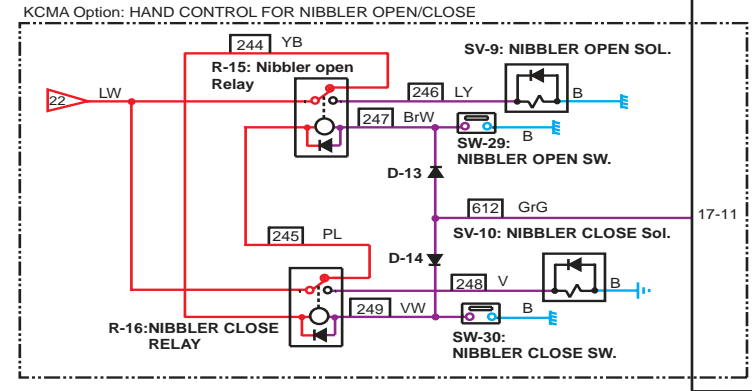 KCMA Option: HAND CONTROL FOR NIBBLER OPEN/CLOSE
244 YB
SV-9: NIBBLER OPEN SOL.
R-15: Nibbler open
Relay
22 LW
246 LY
B
247 BrW
B
SW-29:
NIBBLER OPEN SW.
D-13
612 GrG
17-11
SV-10: NIBBLER CLOSE Sol.
245 PL
D-14
248 V
B
249 VW
B
R-16:NIBBLER CLOSE
RELAY
SW-30:
NIBBLER CLOSE SW.